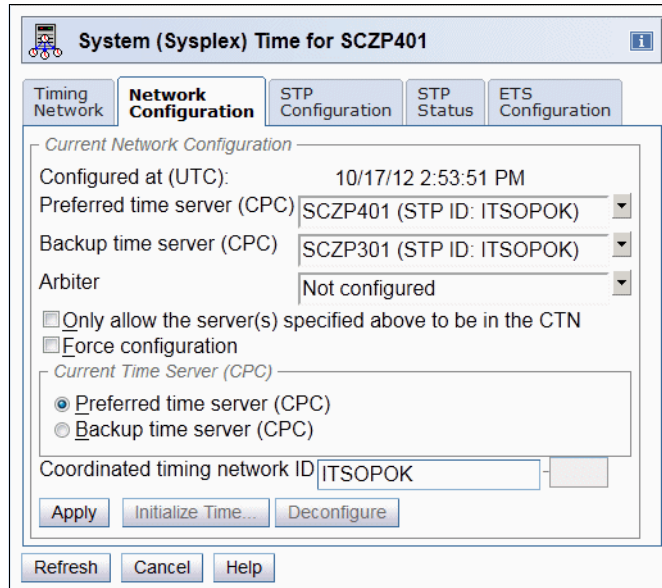 System (Sysplex) Time for SCZP401
i
Timing Network
Network Configuration
STP Configuration
STP Status
ETS Configuration
Current Network Configuration
Configured at (UTC): 10/17/12 2:53:51 PM
Preferred time server (CPC) SCZP401 (STP ID: ITSOPOK)
Backup time server (CPC) SCZP301 (STP ID: ITSOPOK)
Arbiter Not configured
Only allow the server(s) specified above to be in the CTN
Force configuration
Current Time Server (CPC)
Preferred time server (CPC)
Backup time server (CPC)
Coordinated timing network ID ITSOPOK -
Apply Initialize Time... Deconfigure
Refresh Cancel Help